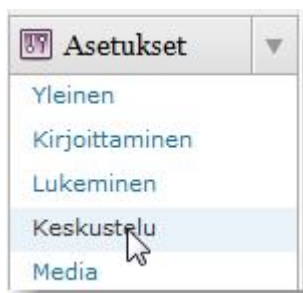 Asetukset
Yleinen
Kirjoittaminen
Lukeminen
Keskustelu
Media